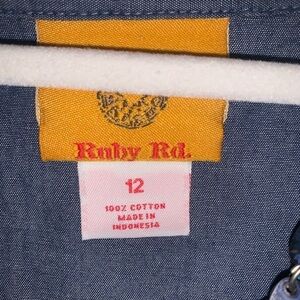 Ruby Rd.
12
100% COTTON
MADE IN
INDONESIA